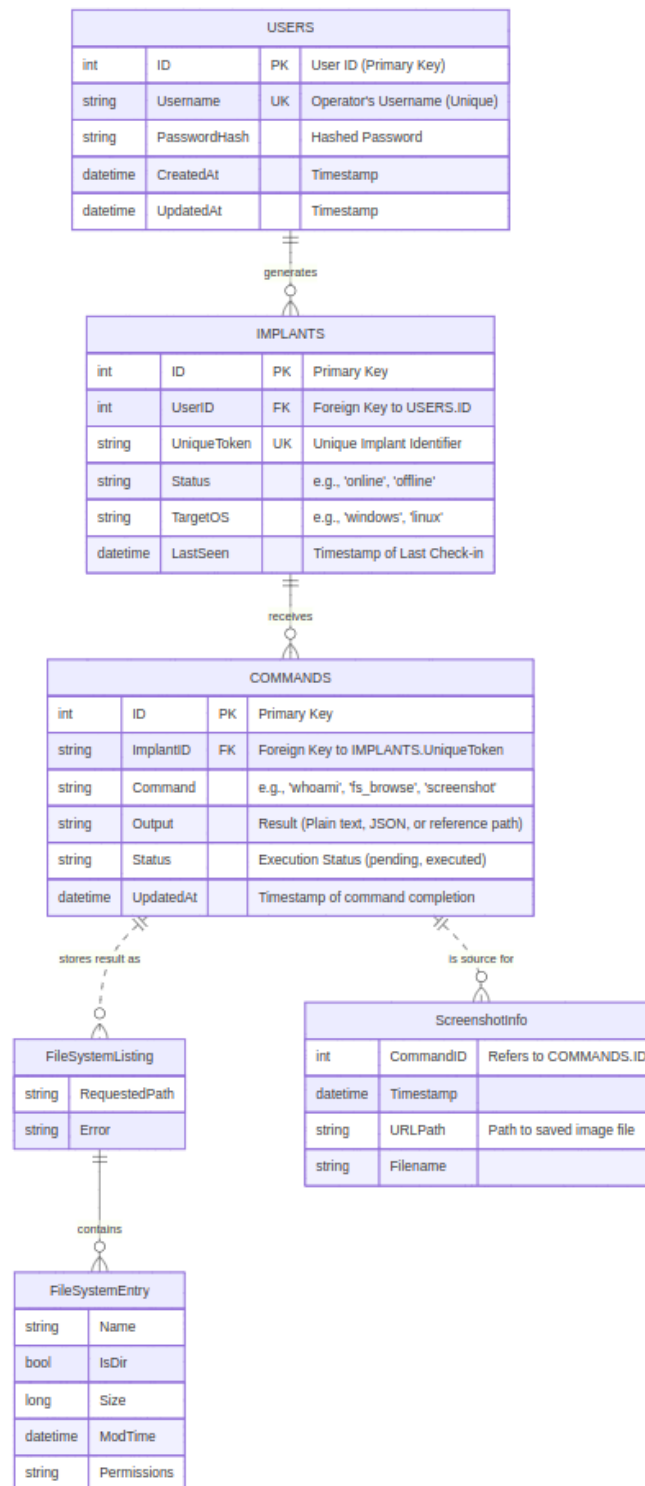 USERS
int ID PK User ID (Primary Key)
string Username UK Operator's Username (Unique)
string PasswordHash Hashed Password
datetime CreatedAt Timestamp
datetime UpdatedAt Timestamp
generates
IMPLANTS
int ID PK Primary Key
int UserID FK Foreign Key to USERS.ID
string UniqueToken UK Unique Implant Identifier
string Status e.g., 'online', 'offline'
string TargetOS e.g., 'windows', 'linux'
datetime LastSeen Timestamp of Last Check-in
receives
COMMANDS
int ID PK Primary Key
string ImplantID FK Foreign Key to IMPLANTS.UniqueToken
string Command e.g., 'whoami', 'fs_browse', 'screenshot'
string Output Result (Plain text, JSON, or reference path)
string Status Execution Status (pending, executed)
datetime UpdatedAt Timestamp of command completion
stores result as
is source for
ScreenshotInfo
int CommandID Refers to COMMANDS.ID
datetime Timestamp
string URLPath Path to saved image file
string Filename
FileSystemListing
string RequestedPath
string Error
contains
FileSystemEntry
string Name
bool IsDir
long Size
datetime ModTime
string Permissions